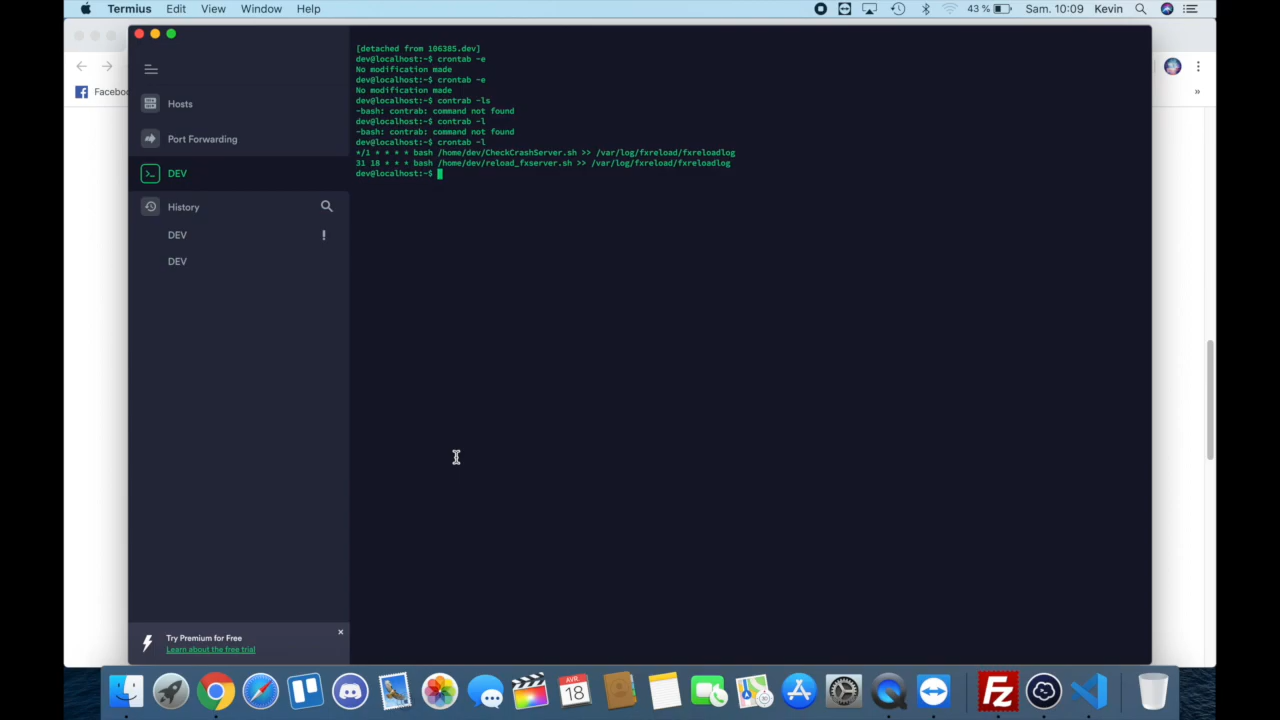 Termius Edit View Window Help 43 % Sam. 10:09 Kevin
Facebo
»
Hosts
Port Forwarding
DEV
History
DEV
DEV
[detached from 106385.dev]
dev@localhost:~$ crontab -e
No modification made
dev@localhost:~$ crontab -e
No modification made
dev@localhost:~$ contrab -ls
-bash: contrab: command not found
dev@localhost:~$ contrab -l
-bash: contrab: command not found
dev@localhost:~$ crontab -l
*/1 * * * * bash /home/dev/CheckCrashServer.sh >> /var/log/fxreload/fxreloadlog
31 18 * * * bash /home/dev/reload_fxserver.sh >> /var/log/fxreload/fxreloadlog
dev@localhost:~$
Try Premium for Free
Learn about the free trial
AVR
18
Fz